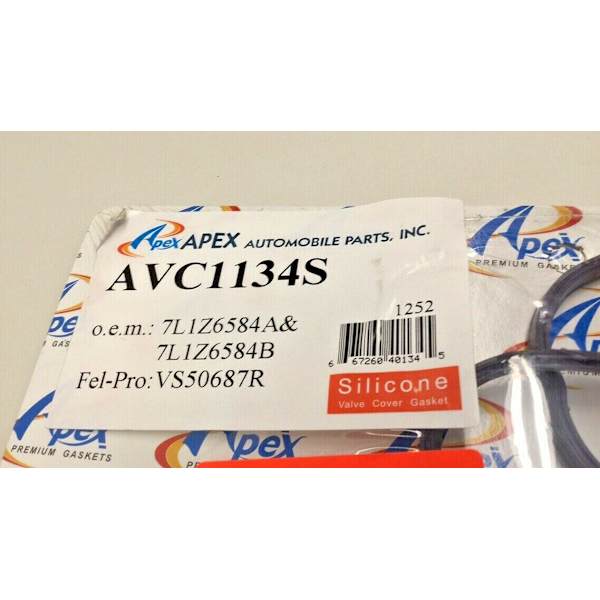 Apex APEX AUTOMOBILE PARTS, INC.
AVC1134S
o.e.m.: 7L1Z6584A&
7L1Z6584B
Fel-Pro: VS50687R
1252
6 67260 40134 5
Silicone
Valve Cover Gasket
Apex
PREMIUM GASKETS
Apex
PREMIUM GASKETS